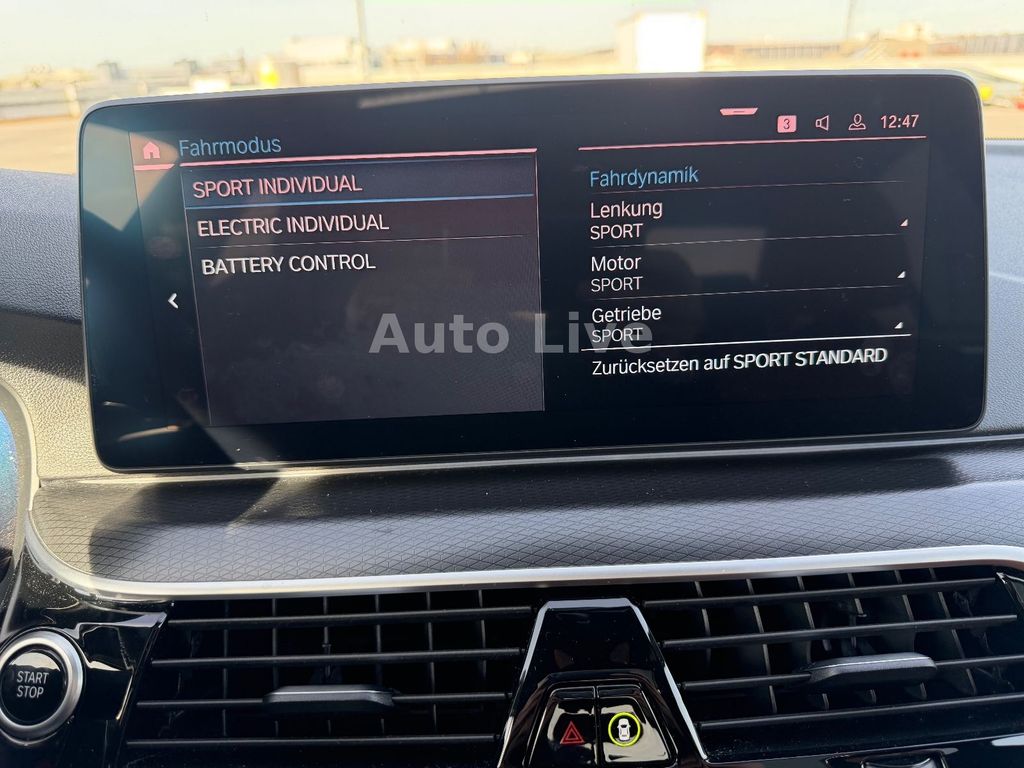 3
12:47
Fahrmodus
SPORT INDIVIDUAL
ELECTRIC INDIVIDUAL
BATTERY CONTROL
Fahrdynamik
Lenkung
SPORT
Motor
SPORT
Getriebe
SPORT
Zurücksetzen auf SPORT STANDARD
Auto Live
START
STOP